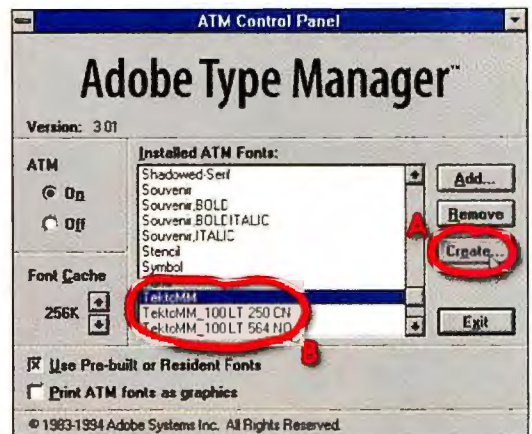 ATM Control Panel
Adobe Type Manager™
Version: 3.01
ATM
On
Off
Font Cache
256K
Installed ATM Fonts:
Shadowed-Serif
Souvenir
Souvenir,BOLD
Souvenir,BOLDITALIC
Souvenir,ITALIC
Stencil
Symbol
TektoMM
TektoMM_100 LT 250 CN
TektoMM_100 LT 564 NO
Add...
Remove
Create...
Exit
A
B
Use Pre-built or Resident Fonts
Print ATM fonts as graphics
© 1983-1994 Adobe Systems Inc. All Rights Reserved.